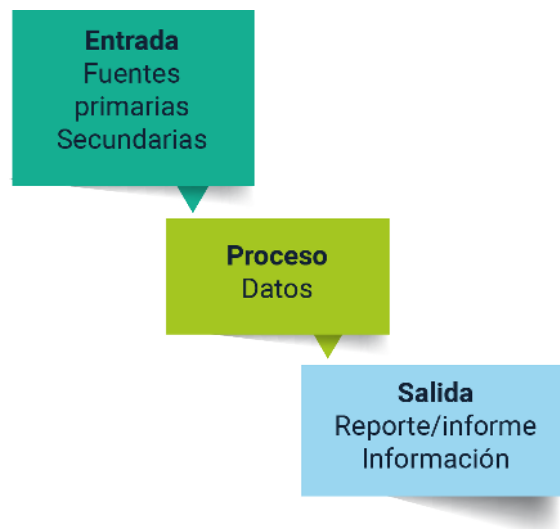 Entrada
Fuentes
primarias
Secundarias
Proceso
Datos
Salida
Reporte/informe
Información